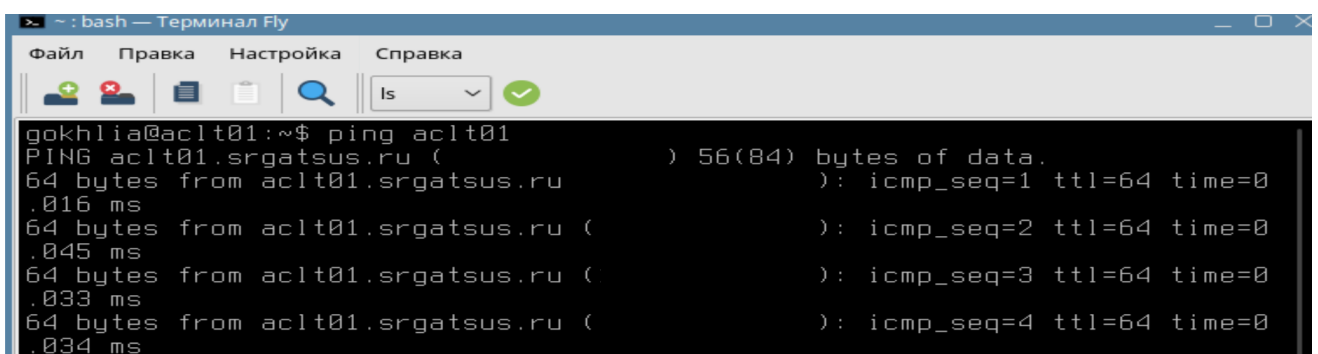 ~ : bash — Терминал Fly
Файл Правка Настройка Справка
ls
gokhlia@aclt01:~$ ping aclt01
PING aclt01.srgatsus.ru ( ) 56(84) bytes of data.
64 bytes from aclt01.srgatsus.ru ): icmp_seq=1 ttl=64 time=0
.016 ms
64 bytes from aclt01.srgatsus.ru ( ): icmp_seq=2 ttl=64 time=0
.045 ms
64 bytes from aclt01.srgatsus.ru ( ): icmp_seq=3 ttl=64 time=0
.033 ms
64 bytes from aclt01.srgatsus.ru ( ): icmp_seq=4 ttl=64 time=0
.034 ms